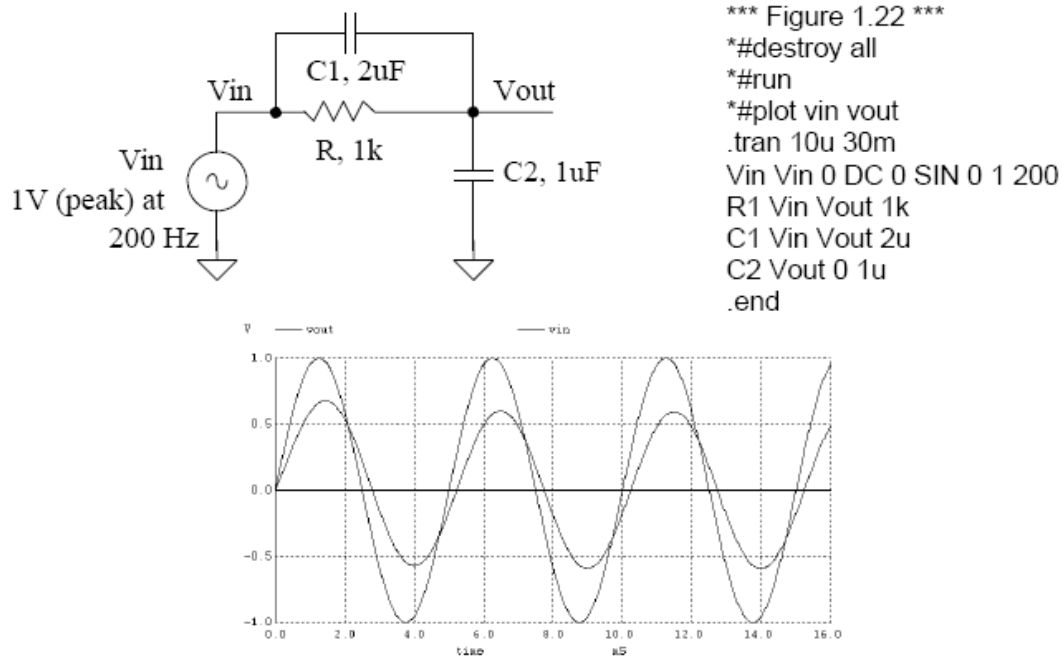 C1, 2uF
Vin
Vout
R, 1k
Vin
1V (peak) at
200 Hz
C2, 1uF
*** Figure 1.22 ***
*#destroy all
*#run
*#plot vin vout
.tran 10u 30m
Vin Vin 0 DC 0 SIN 0 1 200
R1 Vin Vout 1k
C1 Vin Vout 2u
C2 Vout 0 1u
.end
V vout vin
1.0
0.5
0.0
-0.5
-1.0
0.0 2.0 4.0 6.0 8.0 10.0 12.0 14.0 16.0
time mS